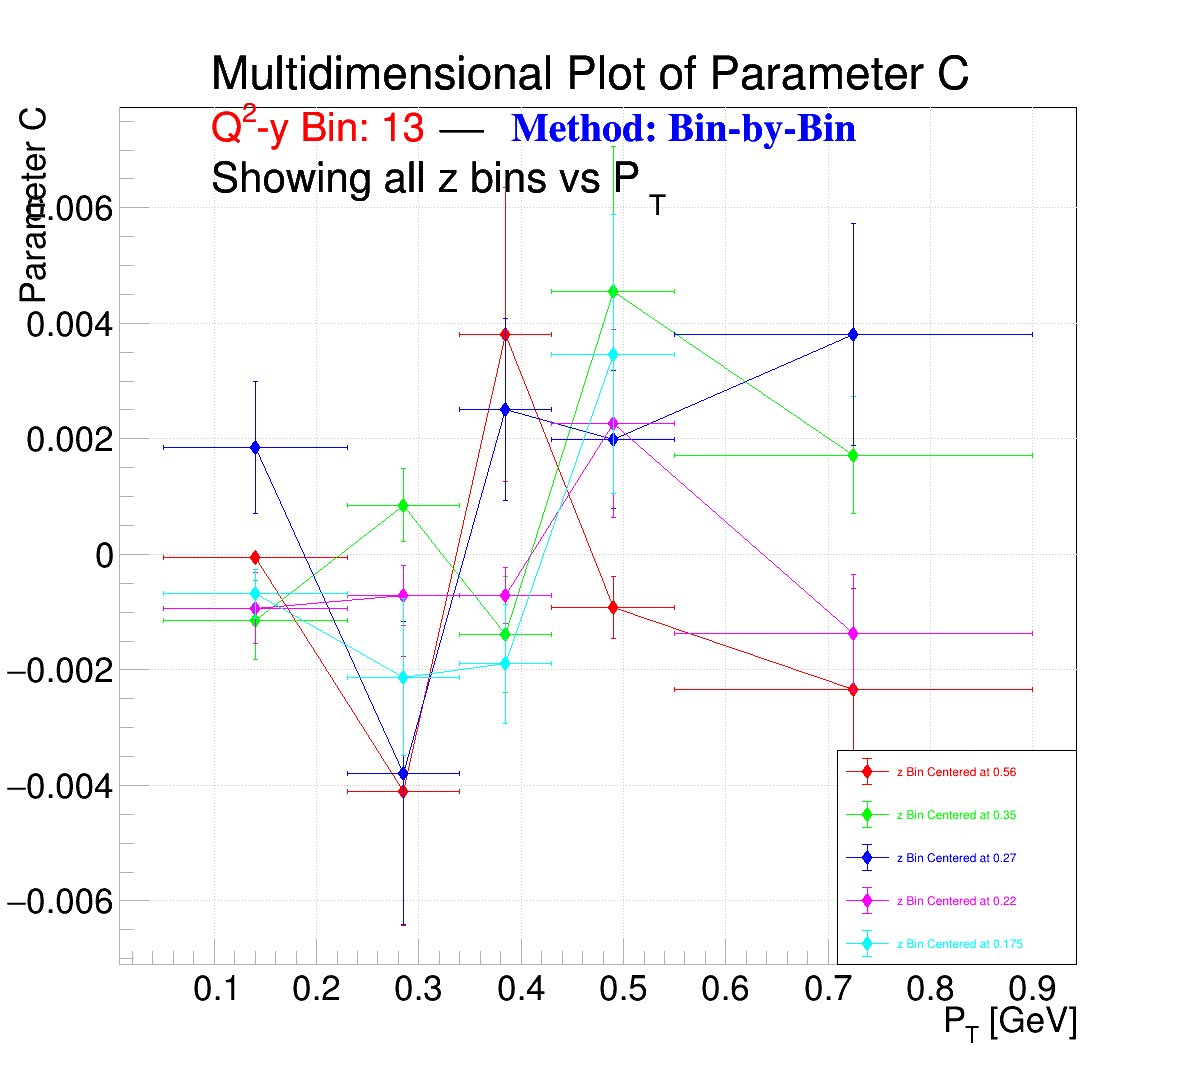 Multidimensional Plot of Parameter C
Q²-y Bin: 13 — Method: Bin-by-Bin
Showing all z bins vs P_T
Parameter C
0.006
0.004
0.002
0
−0.002
−0.004
−0.006
z Bin Centered at 0.56
z Bin Centered at 0.35
z Bin Centered at 0.27
z Bin Centered at 0.22
z Bin Centered at 0.175
0.1 0.2 0.3 0.4 0.5 0.6 0.7 0.8 0.9
P_T [GeV]